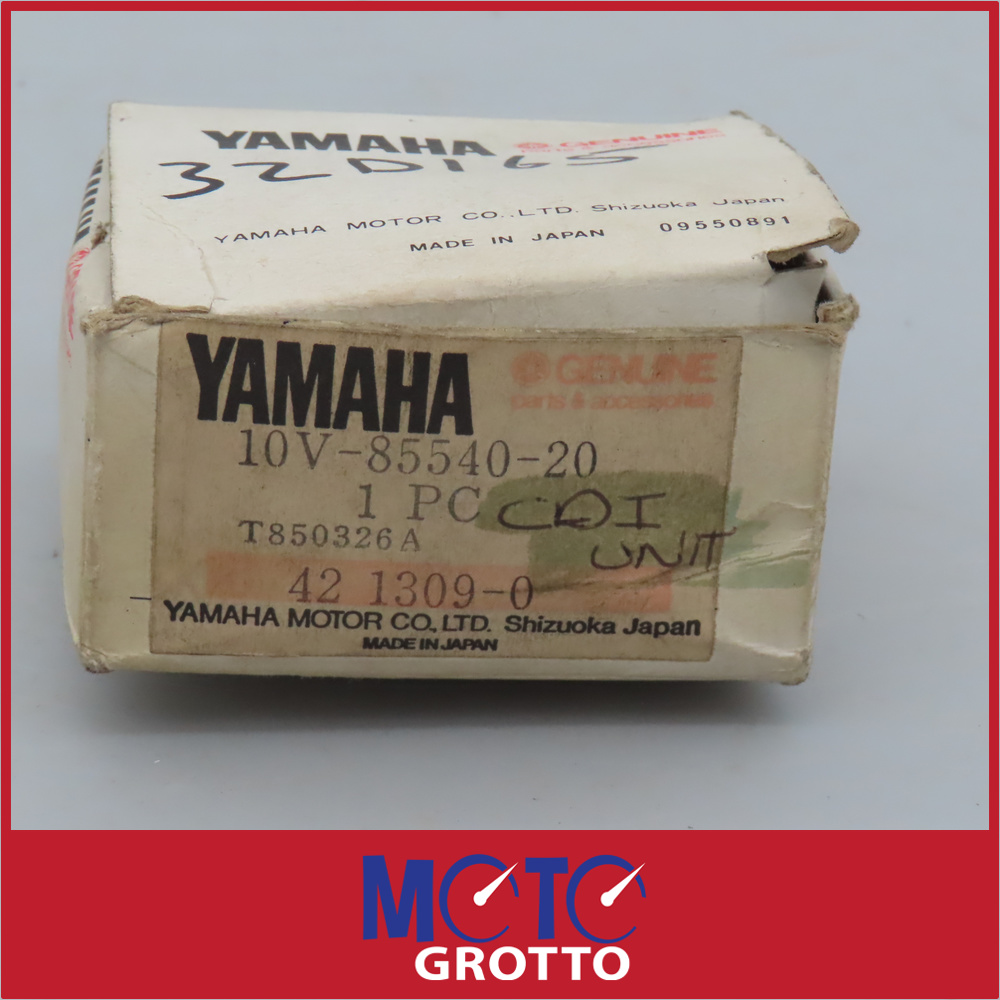 YAMAHA GENUINE
parts & accessories
32D165
YAMAHA MOTOR CO.,LTD. Shizuoka Japan
MADE IN JAPAN 09550891
YAMAHA GENUINE
parts & accessories
10V-85540-20
1 PC CDI
T850326A UNIT
42 1309-0
YAMAHA MOTOR CO., LTD. Shizuoka Japan
MADE IN JAPAN
MOTO
GROTTO